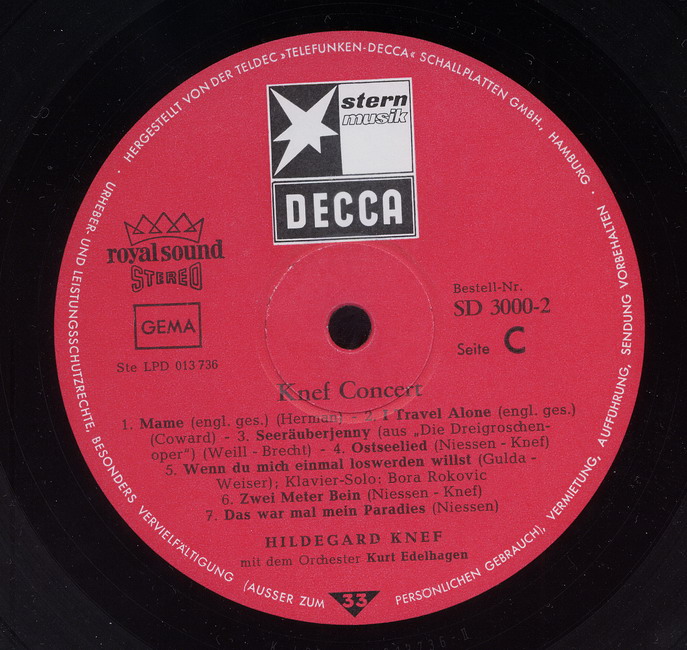 · HERGESTELLT VON DER TELDEC »TELEFUNKEN-DECCA« SCHALLPLATTEN GMBH., HAMBURG ·
stern
musik
DECCA
royal sound
STEREO
GEMA
Ste LPD 013 736
Bestell-Nr.
SD 3000-2
Seite C
Knef Concert
1. Mame (engl. ges.) (Herman) - 2. I Travel Alone (engl. ges.)
(Coward) - 3. Seeräuberjenny (aus „Die Dreigroschen-
oper“) (Weill - Brecht) - 4. Ostseelied (Niessen - Knef)
5. Wenn du mich einmal loswerden willst (Gulda -
Weiser); Klavier-Solo: Bora Rokovic
6. Zwei Meter Bein (Niessen - Knef)
7. Das war mal mein Paradies (Niessen)
HILDEGARD KNEF
mit dem Orchester Kurt Edelhagen
33
URHEBER- UND LEISTUNGSSCHUTZRECHTE, BESONDERS VERVIELFÄLTIGUNG (AUSSER ZUM PERSÖNLICHEN GEBRAUCH), VERMIETUNG, AUFFÜHRUNG, SENDUNG VORBEHALTEN